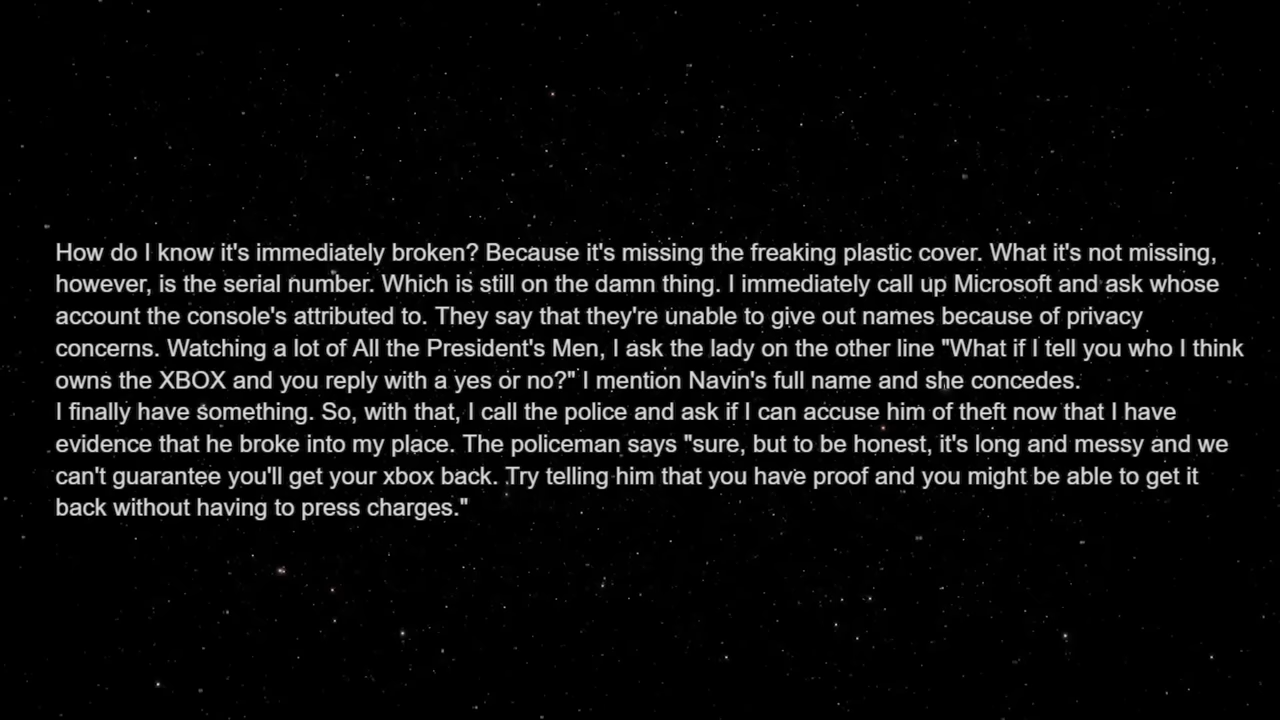 How do I know it's immediately broken? Because it's missing the freaking plastic cover. What it's not missing,
however, is the serial number. Which is still on the damn thing. I immediately call up Microsoft and ask whose
account the console's attributed to. They say that they're unable to give out names because of privacy
concerns. Watching a lot of All the President's Men, I ask the lady on the other line "What if I tell you who I think
owns the XBOX and you reply with a yes or no?" I mention Navin's full name and she concedes.
I finally have something. So, with that, I call the police and ask if I can accuse him of theft now that I have
evidence that he broke into my place. The policeman says "sure, but to be honest, it's long and messy and we
can't guarantee you'll get your xbox back. Try telling him that you have proof and you might be able to get it
back without having to press charges."